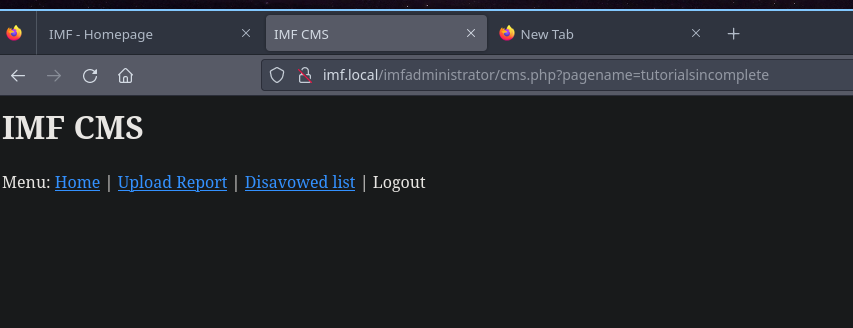 IMF - Homepage
IMF CMS
New Tab
imf.local/imfadministrator/cms.php?pagename=tutorialsincomplete
IMF CMS
Menu: Home | Upload Report | Disavowed list | Logout